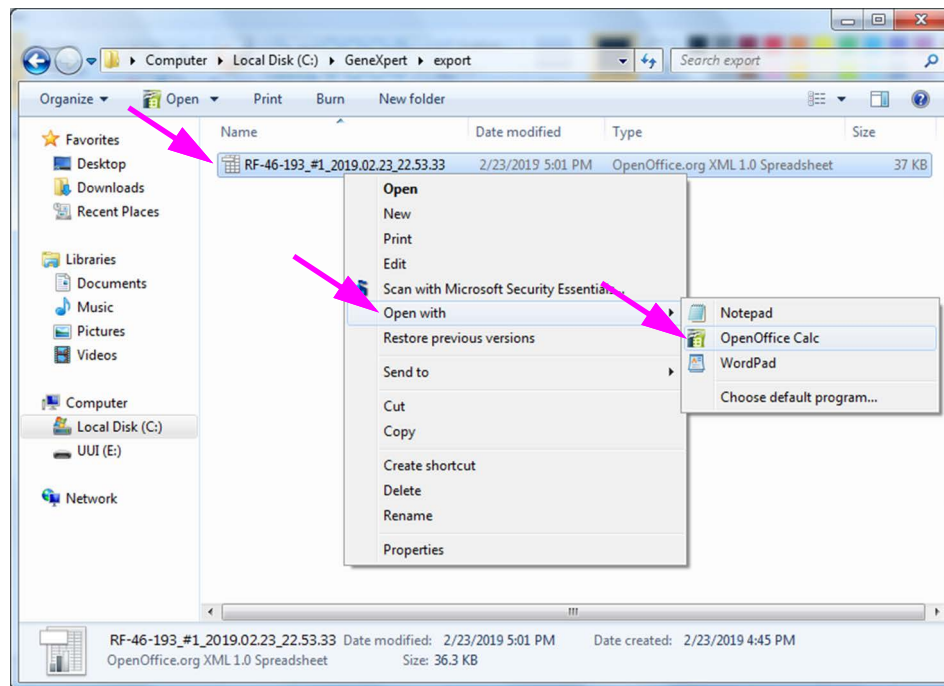 Computer Local Disk (C:) GeneXpert export
Search export
Organize Open Print Burn New folder
Favorites
Desktop
Downloads
Recent Places
Libraries
Documents
Music
Pictures
Videos
Computer
Local Disk (C:)
UUI (E:)
Network
Name Date modified Type Size
RF-46-193_#1_2019.02.23_22.53.33 2/23/2019 5:01 PM OpenOffice.org XML 1.0 Spreadsheet 37 KB
Open
New
Print
Edit
Scan with Microsoft Security
Open with
Restore previous versions
Send to
Cut
Copy
Create shortcut
Delete
Rename
Properties
Notepad
OpenOffice Calc
WordPad
Choose default program...
RF-46-193_#1_2019.02.23_22.53.33 Date modified: 2/23/2019 5:01 PM Date created: 2/23/2019 4:45 PM
OpenOffice.org XML 1.0 Spreadsheet Size: 36.3 KB